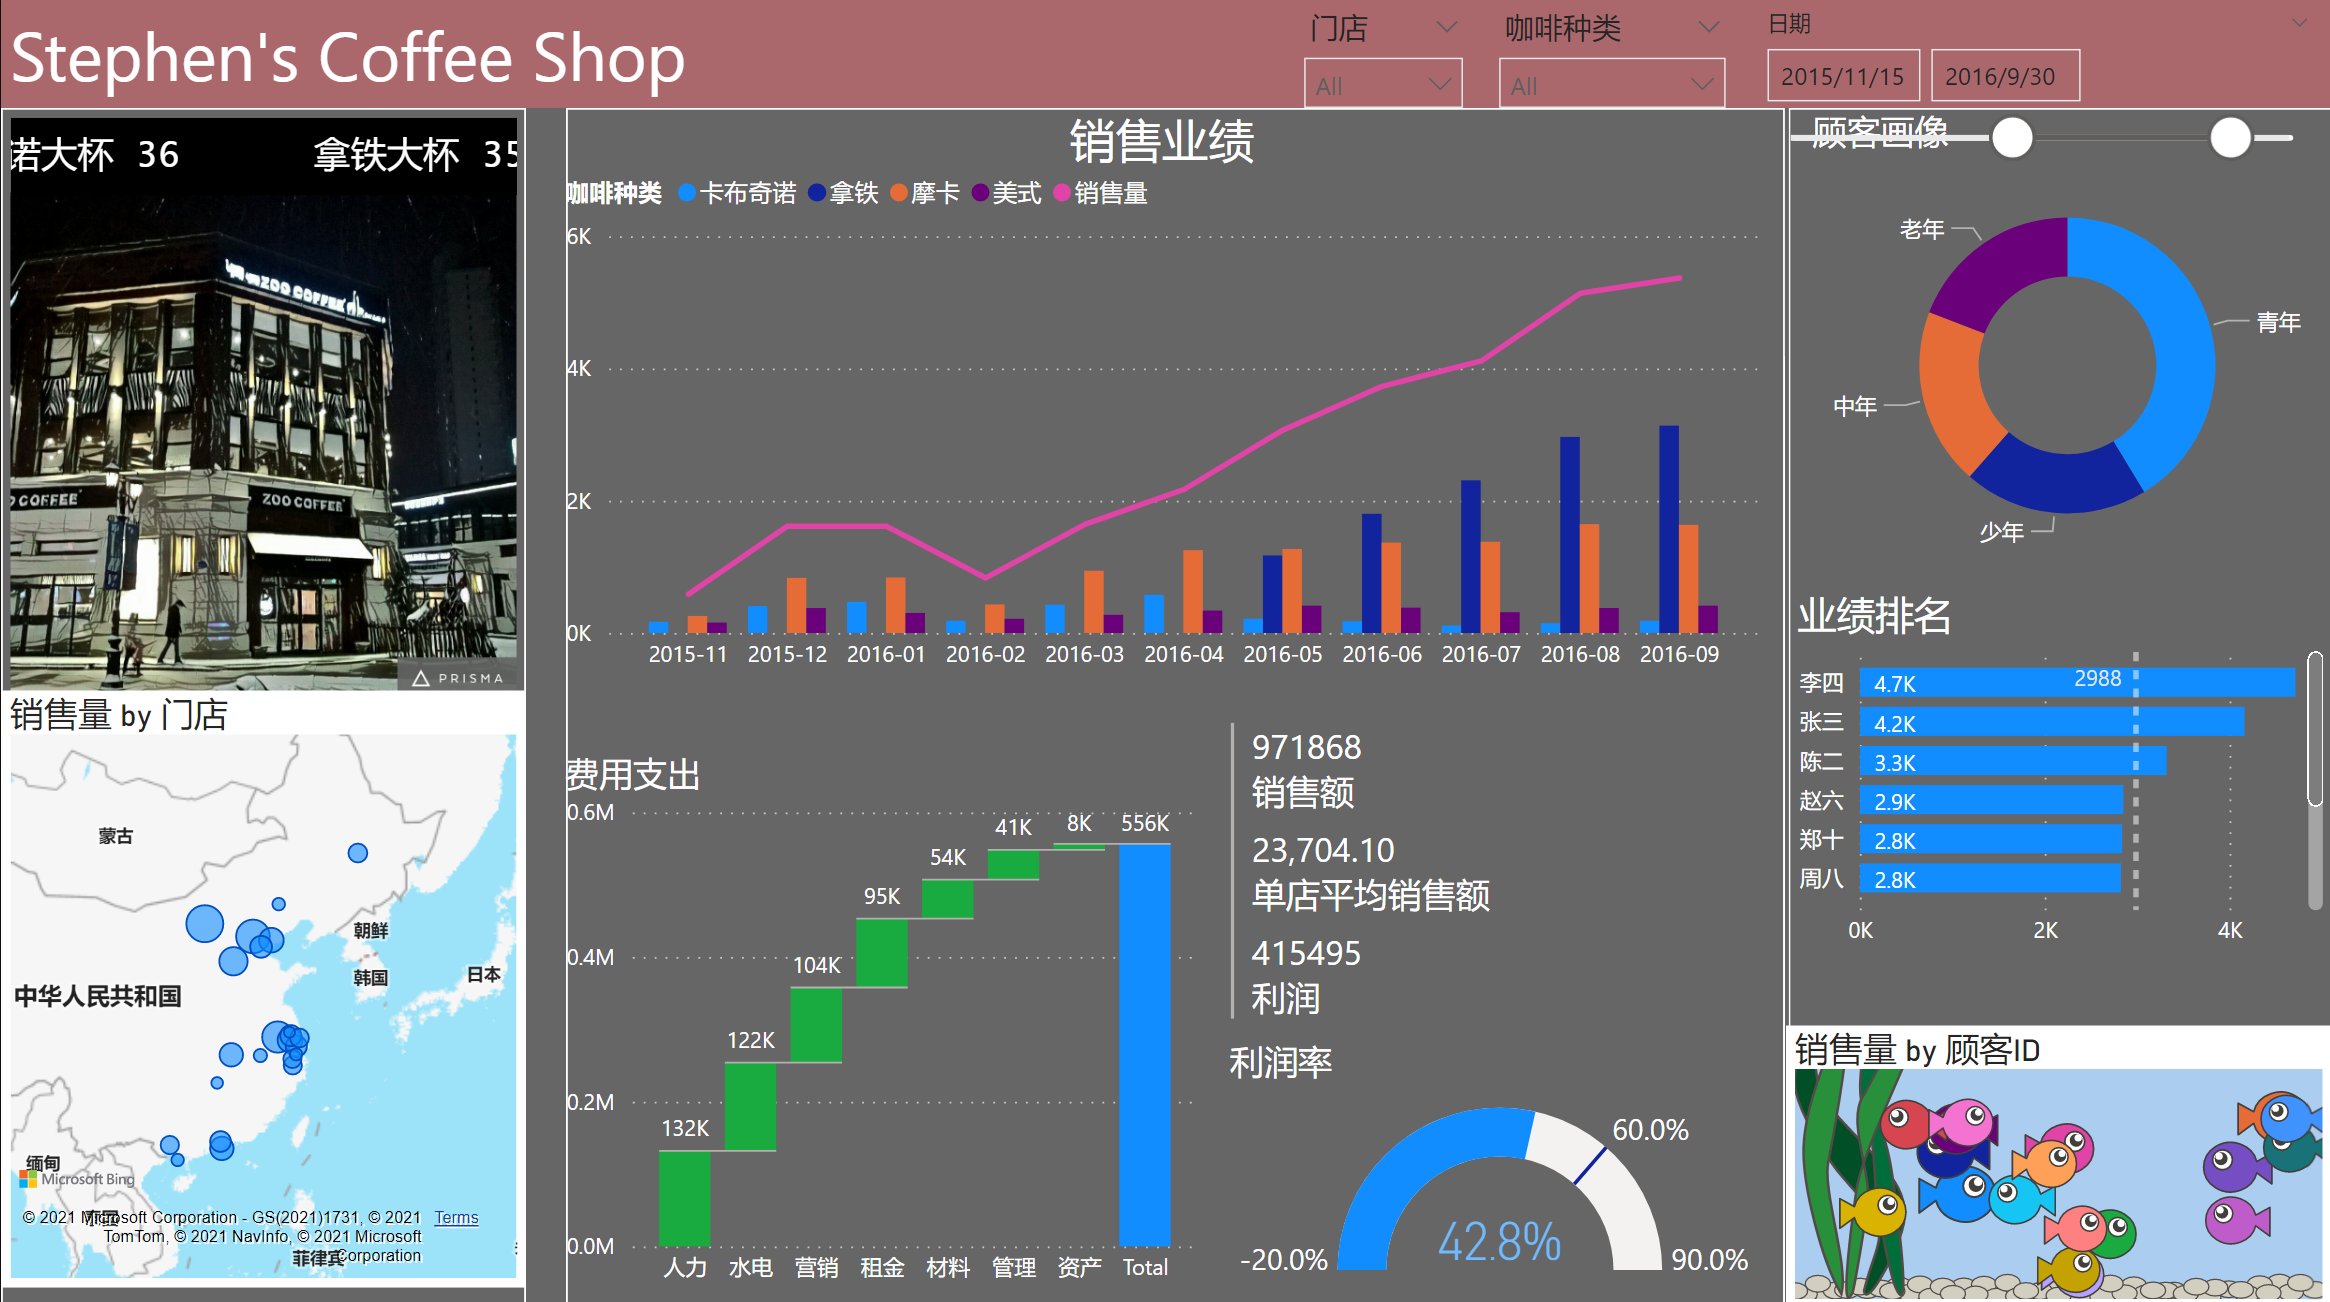 Stephen's Coffee Shop
门店
All
咖啡种类
All
日期
2015/11/15
2016/9/30
诺大杯 36 拿铁大杯 35
ZOO COFFEE
COFFEE
ZOO COFFEE
PRISMA
销售量 by 门店
蒙古
朝鲜
韩国
日本
中华人民共和国
缅甸
Microsoft Bing
菲律宾
© 2021 Microsoft Corporation - GS(2021)1731, © 2021
TomTom, © 2021 NavInfo, © 2021 Microsoft
Corporation
Terms
销售业绩
咖啡种类 卡布奇诺 拿铁 摩卡 美式 销售量
6K
4K
2K
0K
2015-11 2015-12 2016-01 2016-02 2016-03 2016-04 2016-05 2016-06 2016-07 2016-08 2016-09
费用支出
0.6M
0.4M
0.2M
0.0M
132K
122K
104K
95K
54K
41K
8K
556K
人力 水电 营销 租金 材料 管理 资产 Total
971868
销售额
23,704.10
单店平均销售额
415495
利润
利润率
60.0%
42.8%
-20.0%
90.0%
顾客画像
老年
青年
中年
少年
业绩排名
2988
李四 4.7K
张三 4.2K
陈二 3.3K
赵六 2.9K
郑十 2.8K
周八 2.8K
0K 2K 4K
销售量 by 顾客ID